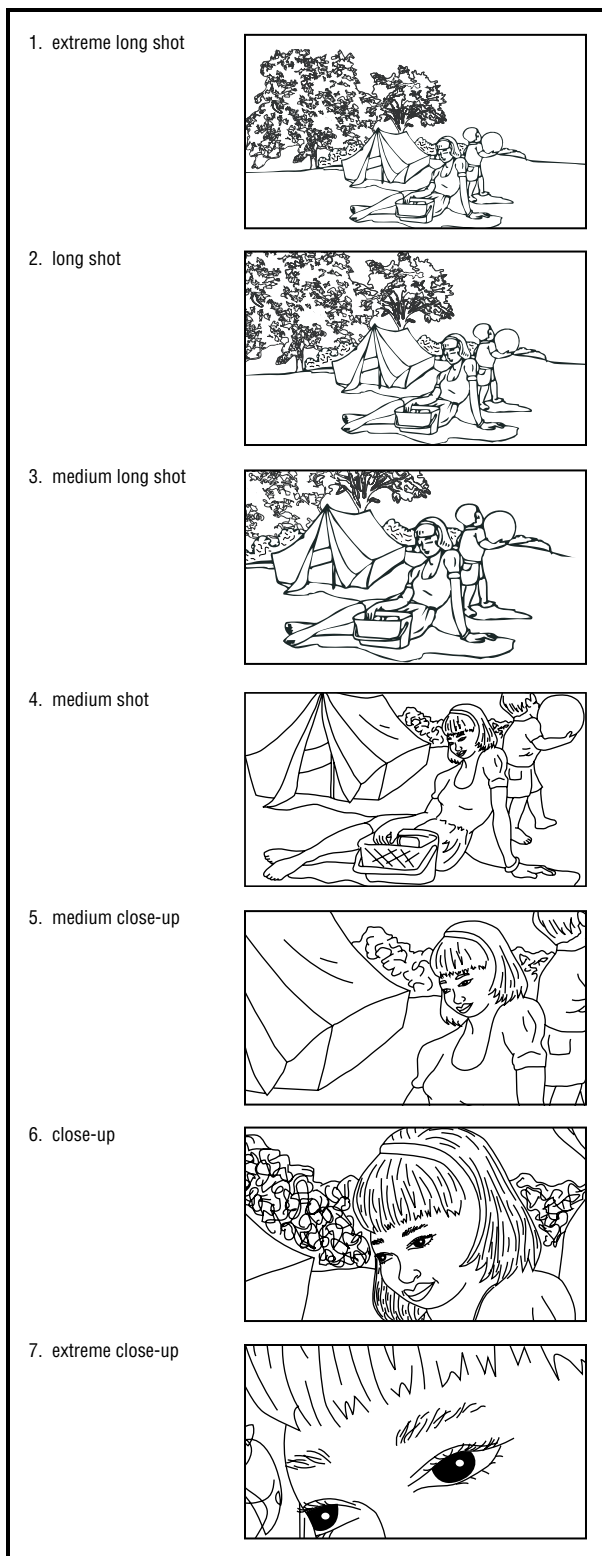 1. extreme long shot
2. long shot
3. medium long shot
4. medium shot
5. medium close-up
6. close-up
7. extreme close-up